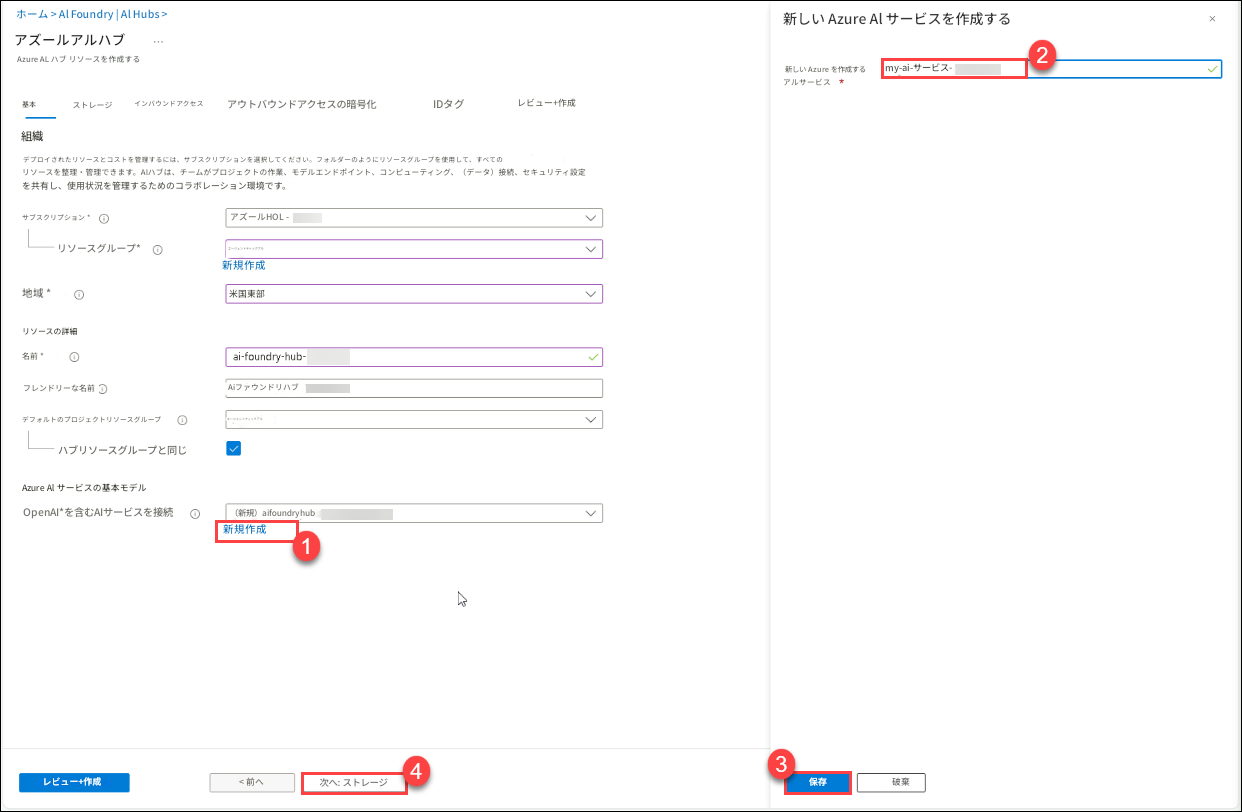 ホーム > AI Foundry | AI Hubs >
アズールアルハブ ...
Azure AL ハブ リソースを作成する
基本 ストレージ インバウンドアクセス アウトバウンドアクセスの暗号化 IDタグ レビュー+作成
組織
デプロイされたリソースとコストを管理するには、サブスクリプションを選択してください。フォルダーのようにリソースグループを使用して、すべての
リソースを整理・管理できます。AIハブは、チームがプロジェクトの作業、モデルエンドポイント、コンピューティング、（データ）接続、セキュリティ設定
を共有し、使用状況を管理するためのコラボレーション環境です。
サブスクリプション * アズールHOL -
リソースグループ*
新規作成
地域 * 米国東部
リソースの詳細
名前 * ai-foundry-hub-
フレンドリーな名前 Aiファウンドリハブ
デフォルトのプロジェクトリソースグループ
ハブリソースグループと同じ
Azure AI サービスの基本モデル
OpenAI*を含むAIサービスを接続 （新規）aifoundryhub
新規作成
1
レビュー+作成 < 前へ 次へ: ストレージ
4
新しい Azure AI サービスを作成する ×
新しい Azure を作成する
アルサービス *
my-ai-サービス-
2
3
保存 破棄